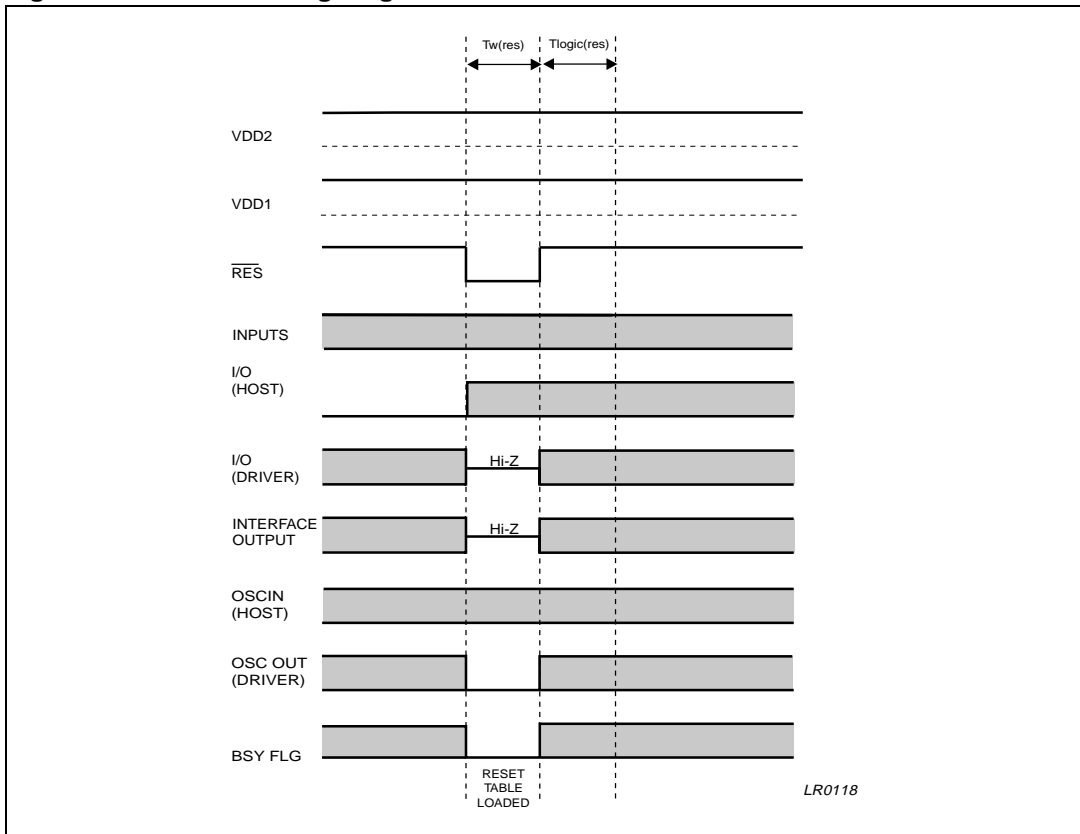 Tw(res) Tlogic(res)
VDD2
VDD1
RES
INPUTS
I/O
(HOST)
I/O
(DRIVER)
Hi-Z
INTERFACE
OUTPUT
Hi-Z
OSCIN
(HOST)
OSC OUT
(DRIVER)
BSY FLG
RESET
TABLE
LOADED
LR0118